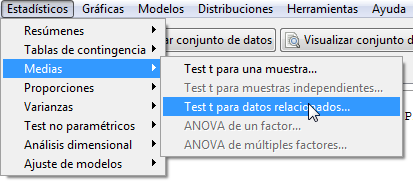 Estadísticos Gráficas Modelos Distribuciones Herramientas Ayuda
Resúmenes
Tablas de contingencia
Medias
Proporciones
Varianzas
Test no paramétricos
Análisis dimensional
Ajuste de modelos
ar conjunto de datos
Visualizar conjunto d
Test t para una muestra...
Test t para muestras independientes...
Test t para datos relacionados...
ANOVA de un factor...
ANOVA de múltiples factores...
P